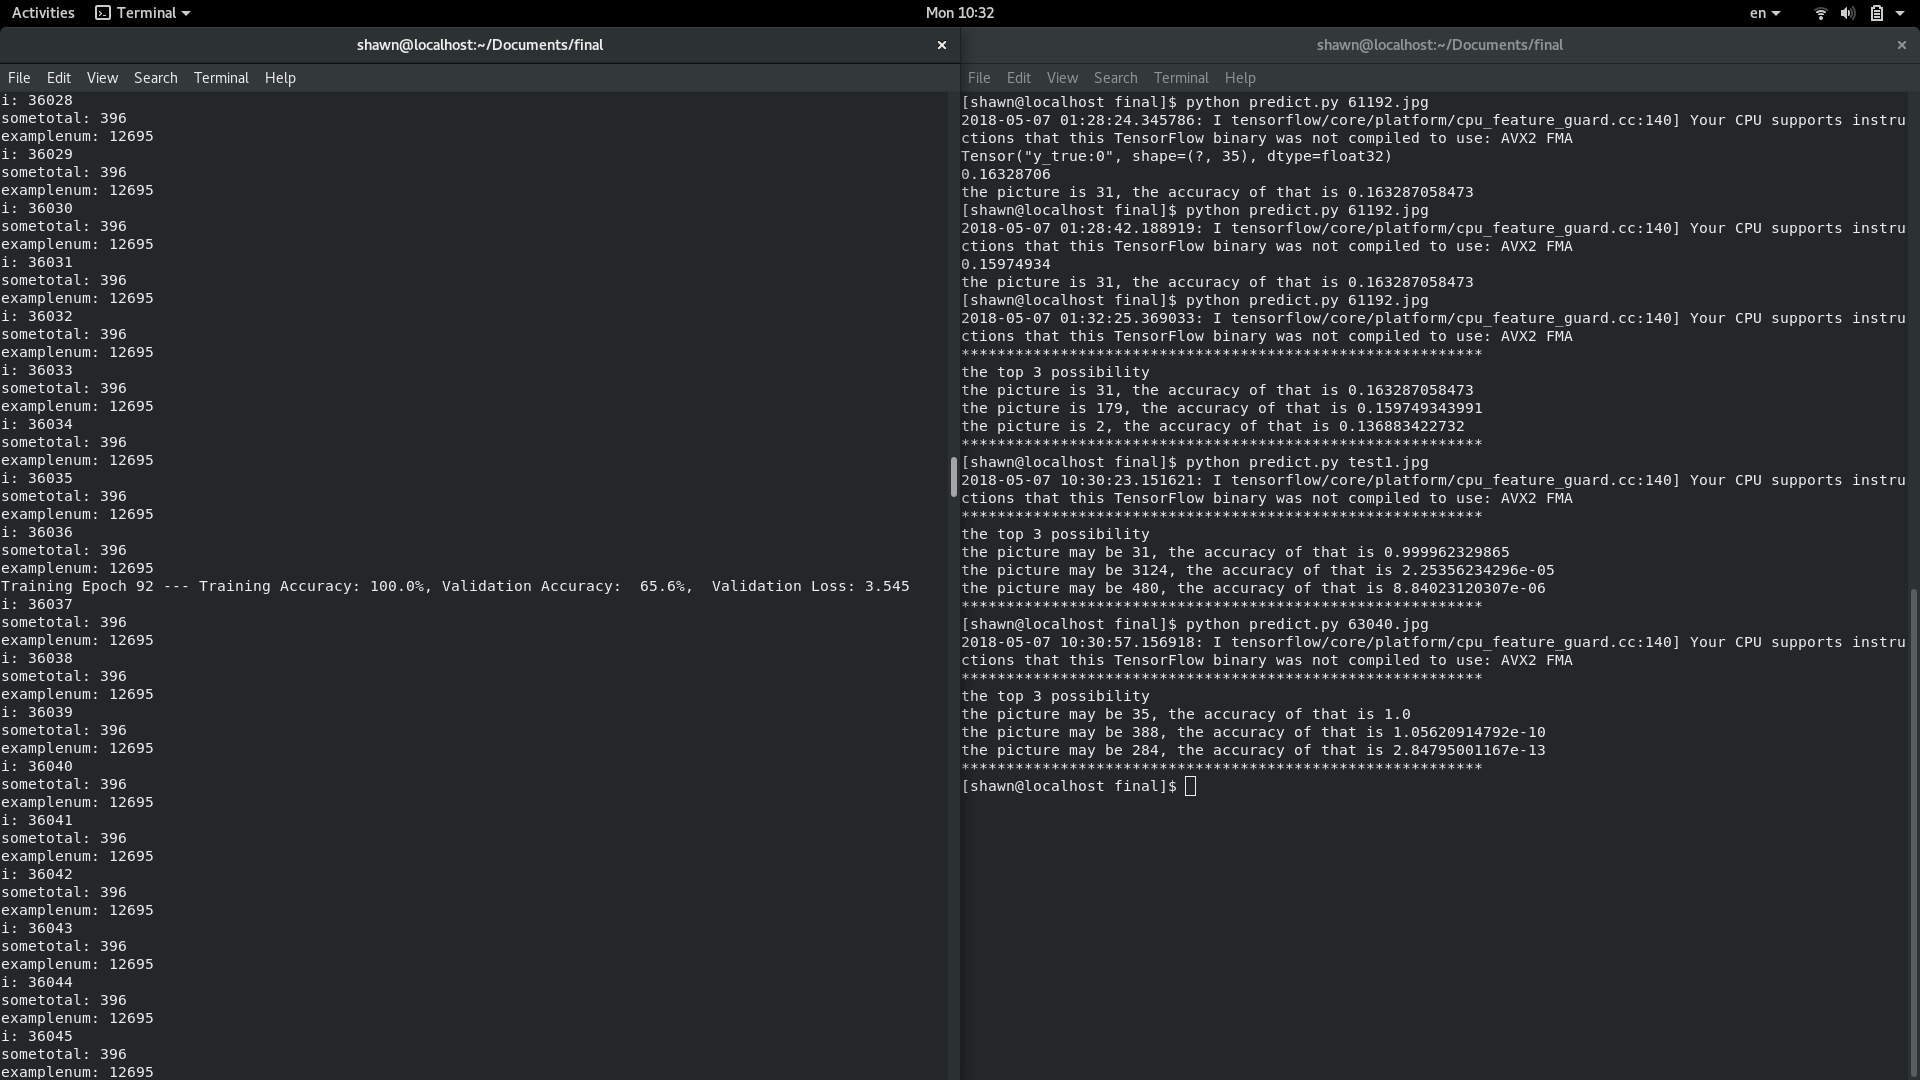 Activities Terminal Mon 10:32 en
shawn@localhost:~/Documents/final
File Edit View Search Terminal Help
i: 36028
sometotal: 396
examplenum: 12695
i: 36029
sometotal: 396
examplenum: 12695
i: 36030
sometotal: 396
examplenum: 12695
i: 36031
sometotal: 396
examplenum: 12695
i: 36032
sometotal: 396
examplenum: 12695
i: 36033
sometotal: 396
examplenum: 12695
i: 36034
sometotal: 396
examplenum: 12695
i: 36035
sometotal: 396
examplenum: 12695
i: 36036
sometotal: 396
examplenum: 12695
Training Epoch 92 --- Training Accuracy: 100.0%, Validation Accuracy:  65.6%,  Validation Loss: 3.545
i: 36037
sometotal: 396
examplenum: 12695
i: 36038
sometotal: 396
examplenum: 12695
i: 36039
sometotal: 396
examplenum: 12695
i: 36040
sometotal: 396
examplenum: 12695
i: 36041
sometotal: 396
examplenum: 12695
i: 36042
sometotal: 396
examplenum: 12695
i: 36043
sometotal: 396
examplenum: 12695
i: 36044
sometotal: 396
examplenum: 12695
i: 36045
sometotal: 396
examplenum: 12695
shawn@localhost:~/Documents/final
File Edit View Search Terminal Help
[shawn@localhost final]$ python predict.py 61192.jpg
2018-05-07 01:28:24.345786: I tensorflow/core/platform/cpu_feature_guard.cc:140] Your CPU supports instru
ctions that this TensorFlow binary was not compiled to use: AVX2 FMA
Tensor("y_true:0", shape=(?, 35), dtype=float32)
0.16328706
the picture is 31, the accuracy of that is 0.163287058473
[shawn@localhost final]$ python predict.py 61192.jpg
2018-05-07 01:28:42.188919: I tensorflow/core/platform/cpu_feature_guard.cc:140] Your CPU supports instru
ctions that this TensorFlow binary was not compiled to use: AVX2 FMA
0.15974934
the picture is 31, the accuracy of that is 0.163287058473
[shawn@localhost final]$ python predict.py 61192.jpg
2018-05-07 01:32:25.369033: I tensorflow/core/platform/cpu_feature_guard.cc:140] Your CPU supports instru
ctions that this TensorFlow binary was not compiled to use: AVX2 FMA
**********************************************************
the top 3 possibility
the picture is 31, the accuracy of that is 0.163287058473
the picture is 179, the accuracy of that is 0.159749343991
the picture is 2, the accuracy of that is 0.136883422732
**********************************************************
[shawn@localhost final]$ python predict.py test1.jpg
2018-05-07 10:30:23.151621: I tensorflow/core/platform/cpu_feature_guard.cc:140] Your CPU supports instru
ctions that this TensorFlow binary was not compiled to use: AVX2 FMA
**********************************************************
the top 3 possibility
the picture may be 31, the accuracy of that is 0.999962329865
the picture may be 3124, the accuracy of that is 2.25356234296e-05
the picture may be 480, the accuracy of that is 8.84023120307e-06
**********************************************************
[shawn@localhost final]$ python predict.py 63040.jpg
2018-05-07 10:30:57.156918: I tensorflow/core/platform/cpu_feature_guard.cc:140] Your CPU supports instru
ctions that this TensorFlow binary was not compiled to use: AVX2 FMA
**********************************************************
the top 3 possibility
the picture may be 35, the accuracy of that is 1.0
the picture may be 388, the accuracy of that is 1.05620914792e-10
the picture may be 284, the accuracy of that is 2.84795001167e-13
**********************************************************
[shawn@localhost final]$